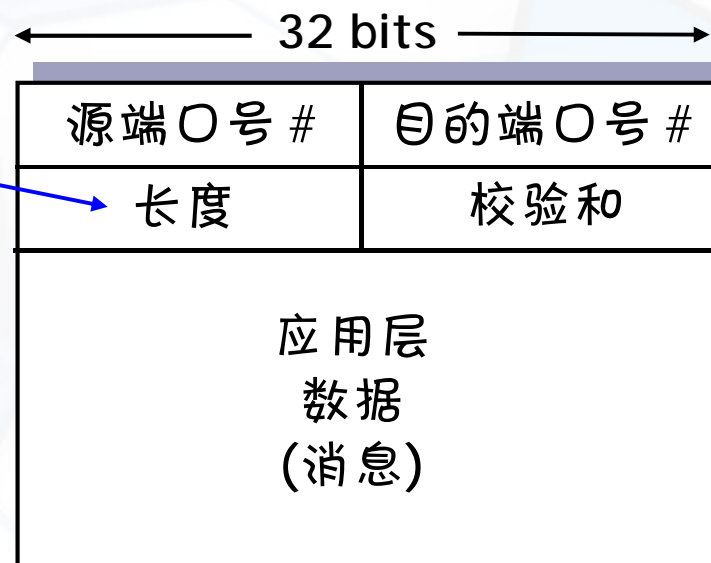 32 bits
源端口号 # 目的端口号 #
长度 校验和
应用层
数据
(消息)